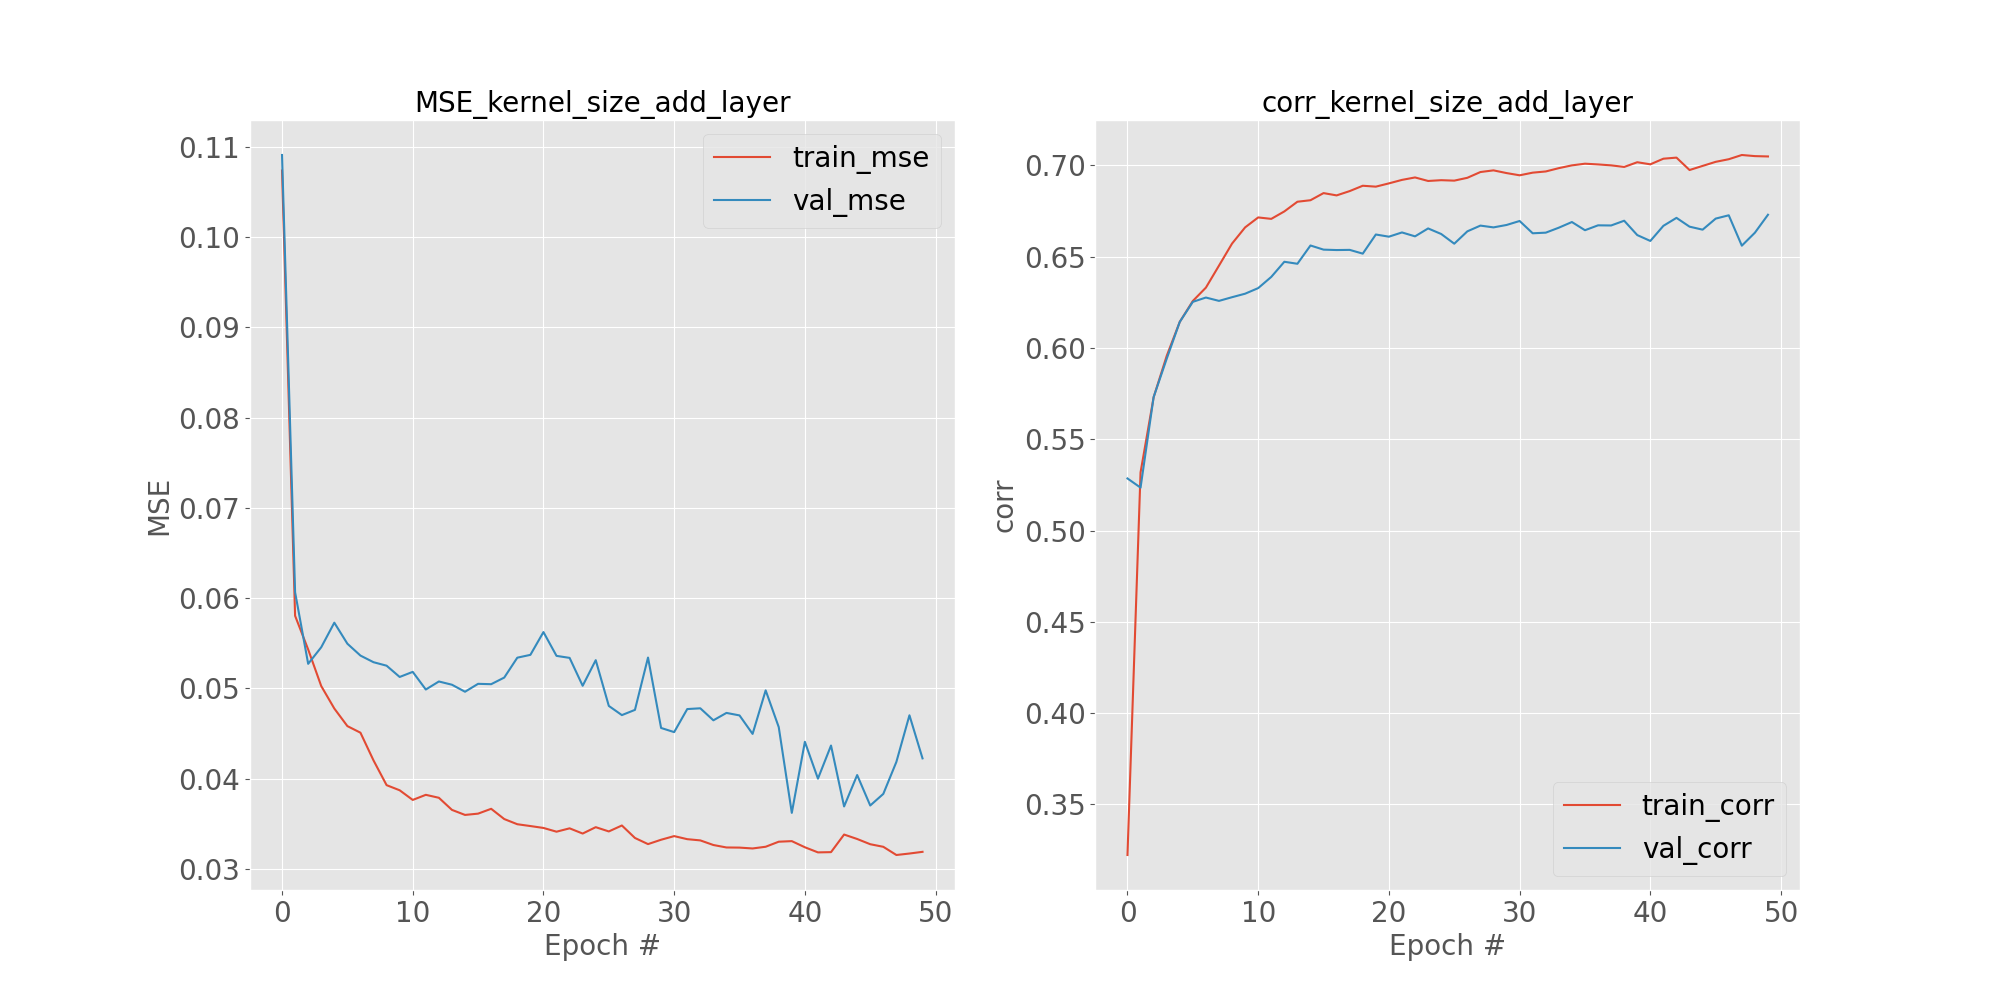 MSE_kernel_size_add_layer
train_mse
val_mse
0.11
0.10
0.09
0.08
0.07
0.06
0.05
0.04
0.03
MSE
0 10 20 30 40 50
Epoch #
corr_kernel_size_add_layer
0.70
0.65
0.60
0.55
0.50
0.45
0.40
0.35
corr
train_corr
val_corr
0 10 20 30 40 50
Epoch #